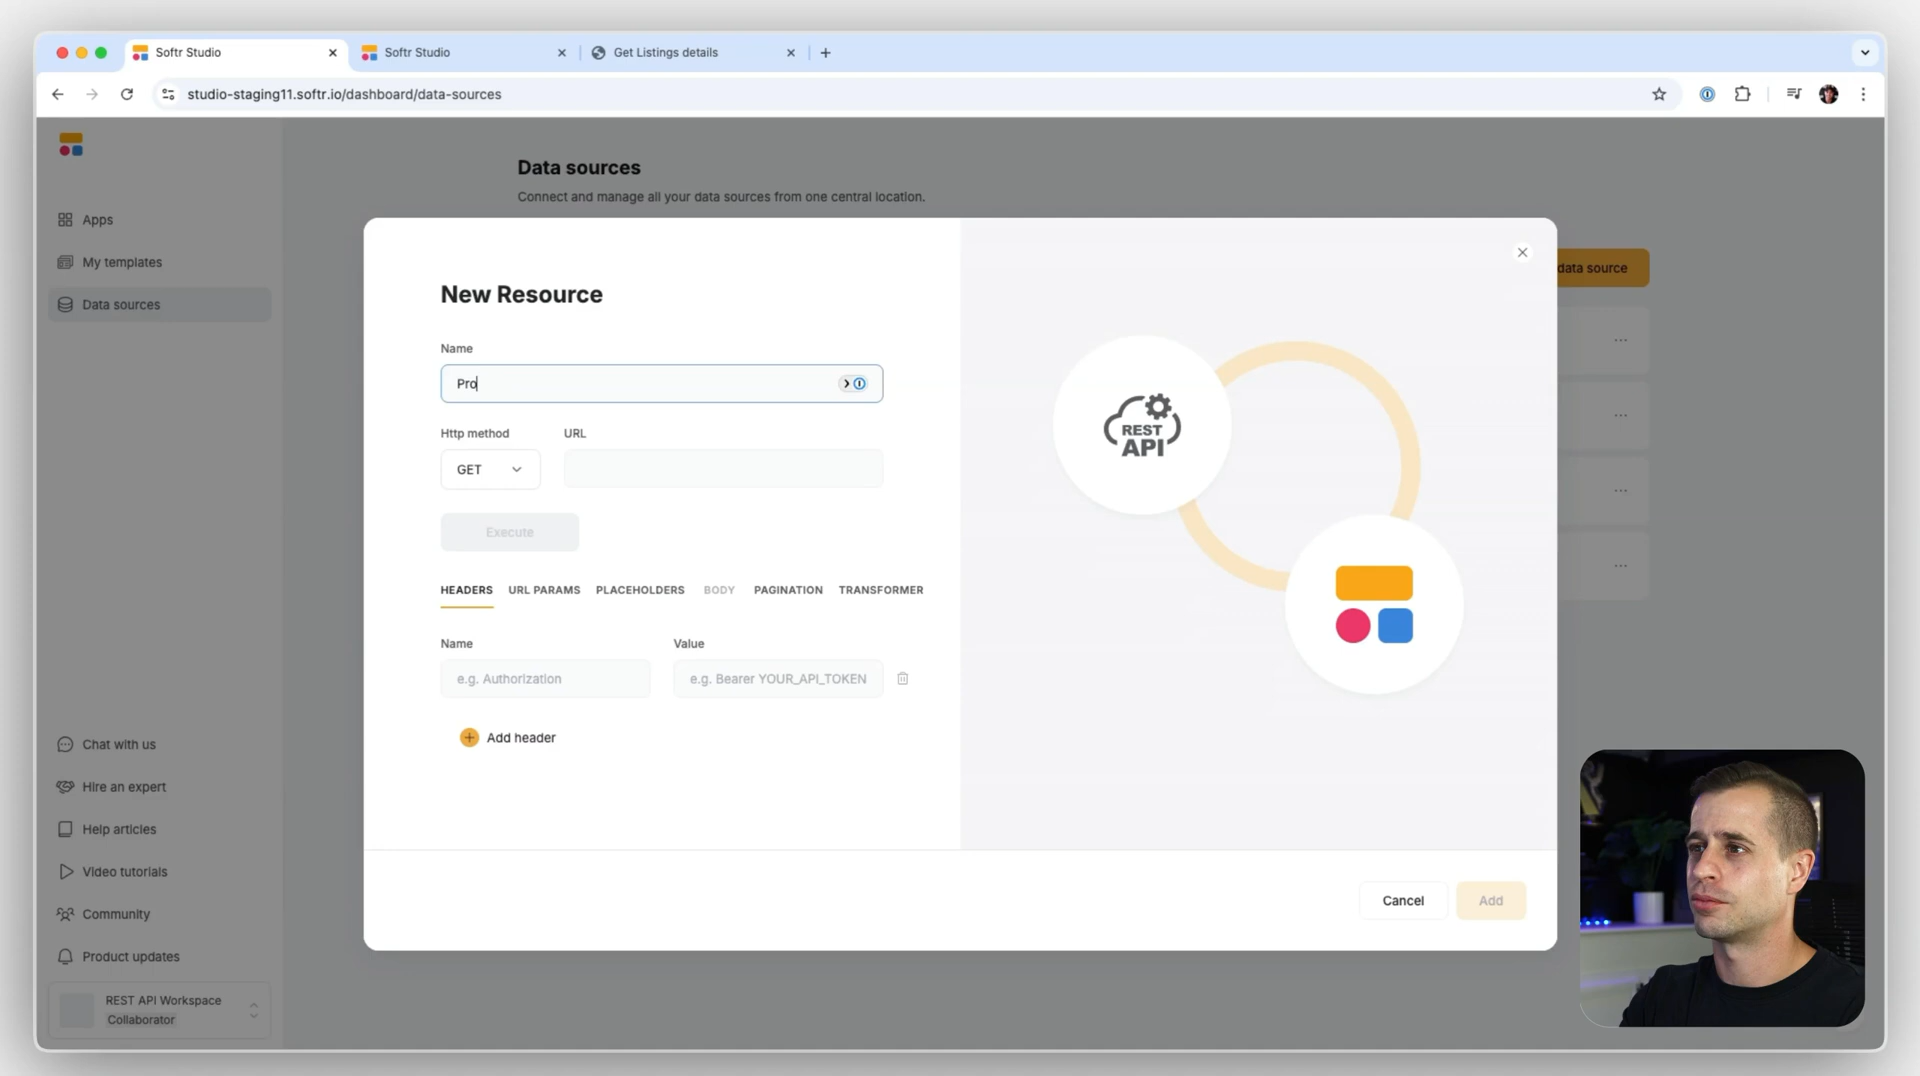 Softr Studio
Softr Studio
Get Listings details
studio-staging11.softr.io/dashboard/data-sources
Data sources
Connect and manage all your data sources from one central location.
Apps
My templates
Data sources
data source
New Resource
Name
Pro
Http method
URL
GET
Execute
HEADERS
URL PARAMS
PLACEHOLDERS
BODY
PAGINATION
TRANSFORMER
Name
Value
e.g. Authorization
e.g. Bearer YOUR_API_TOKEN
Add header
REST
API
Cancel
Add
Chat with us
Hire an expert
Help articles
Video tutorials
Community
Product updates
REST API Workspace
Collaborator